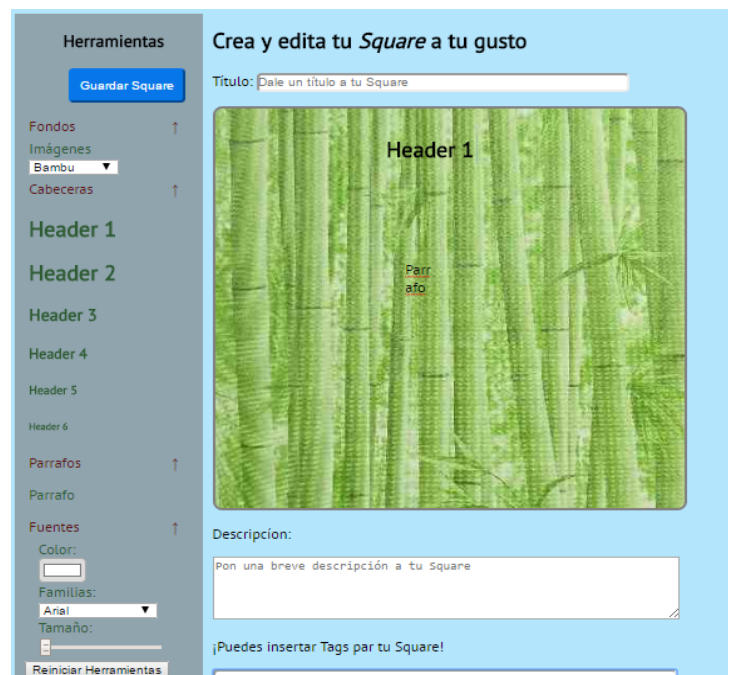 Herramientas
Guardar Square
Fondos ↑
Imágenes
Bambu
Cabeceras ↑
Header 1
Header 2
Header 3
Header 4
Header 5
Header 6
Parrafos ↑
Parrafo
Fuentes ↑
Color:
Familias:
Arial
Tamaño:
Reiniciar Herramientas
Crea y edita tu Square a tu gusto
Título: Dale un título a tu Square
Header 1
Parr
afo
Descripcíon:
Pon una breve descripción a tu Square
¡Puedes insertar Tags par tu Square!